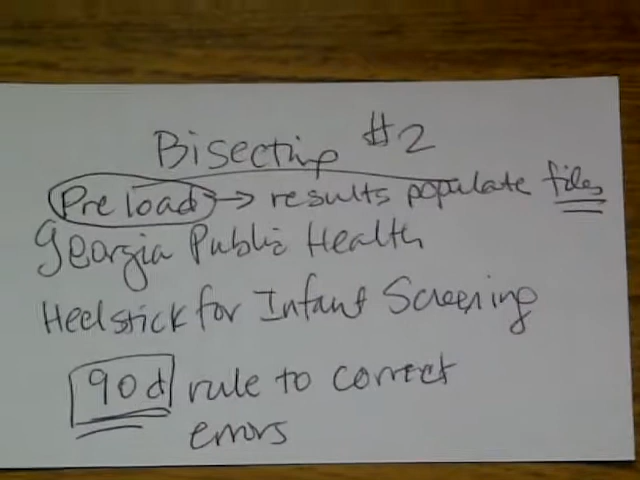 Bisecting #2
Preload → results populate files
Georgia Public Health
Heelstick for Infant Screening
90d rule to correct
errors